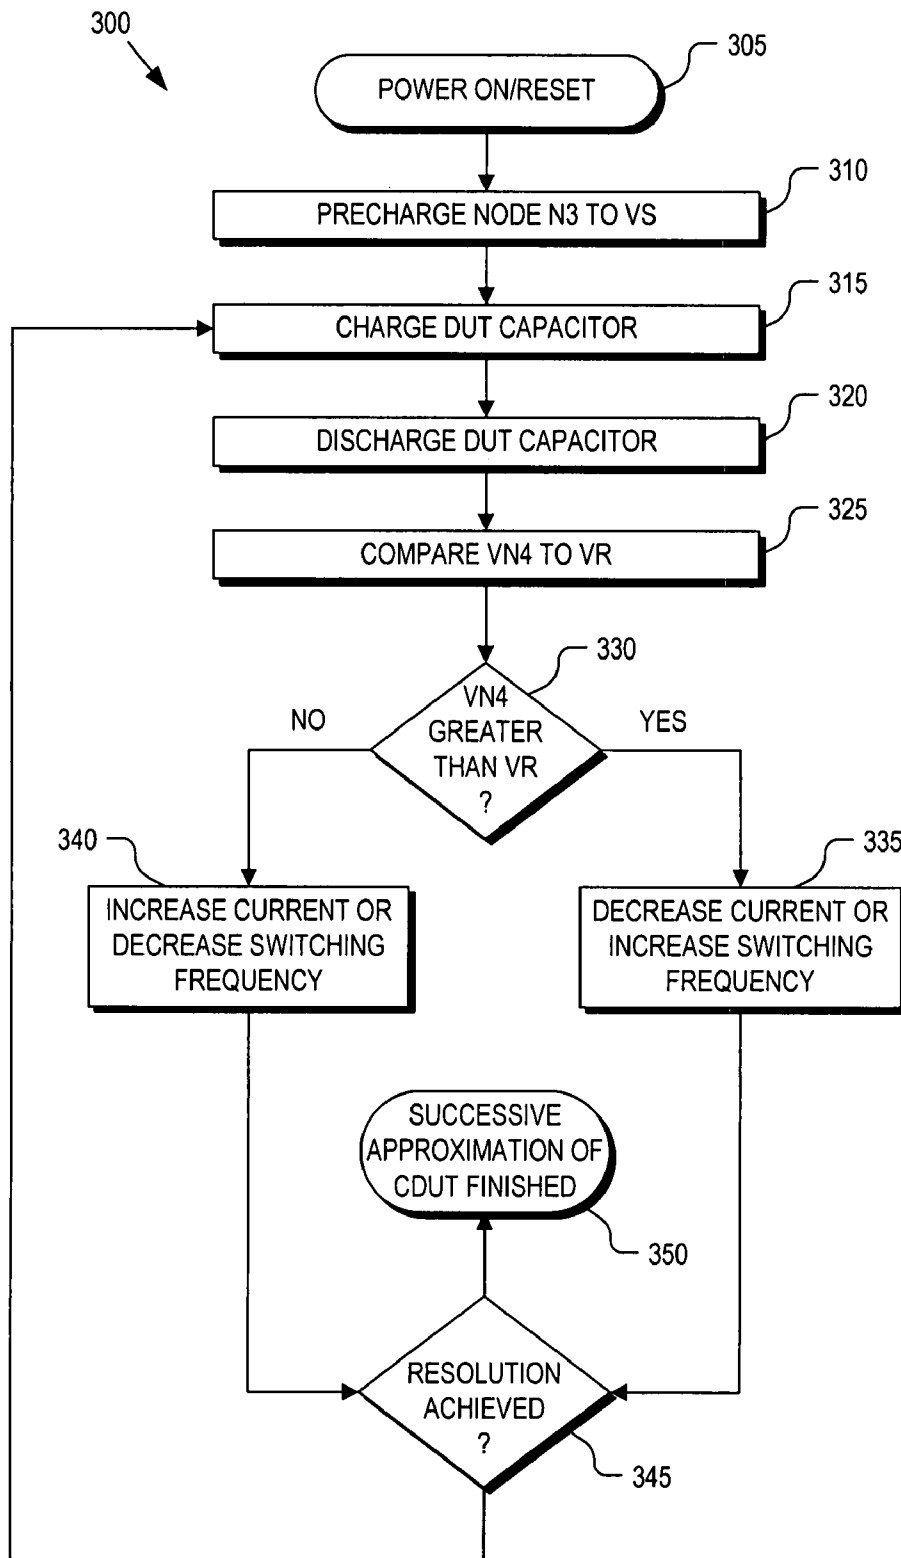 300
305
POWER ON/RESET
310
PRECHARGE NODE N3 TO VS
315
CHARGE DUT CAPACITOR
320
DISCHARGE DUT CAPACITOR
325
COMPARE VN4 TO VR
330
VN4
GREATER
THAN VR
?
NO
YES
340
335
INCREASE CURRENT OR
DECREASE SWITCHING
FREQUENCY
DECREASE CURRENT OR
INCREASE SWITCHING
FREQUENCY
SUCCESSIVE
APPROXIMATION OF
CDUT FINISHED
350
RESOLUTION
ACHIEVED
?
345